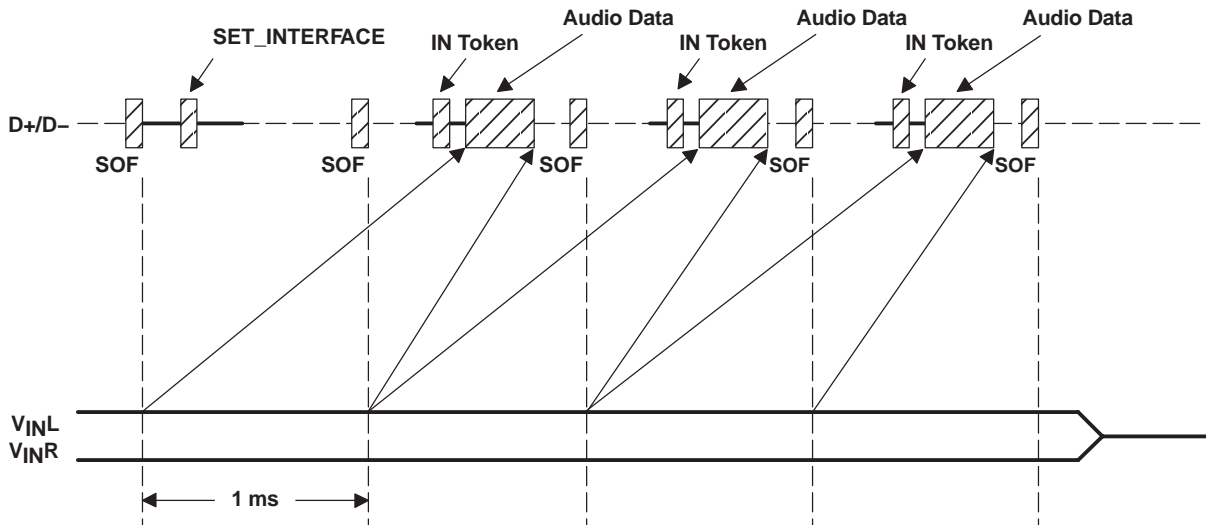 Audio Data Audio Data Audio Data
SET_INTERFACE IN Token IN Token IN Token
D+/D–
SOF SOF SOF SOF SOF
VINL
VINR
1 ms